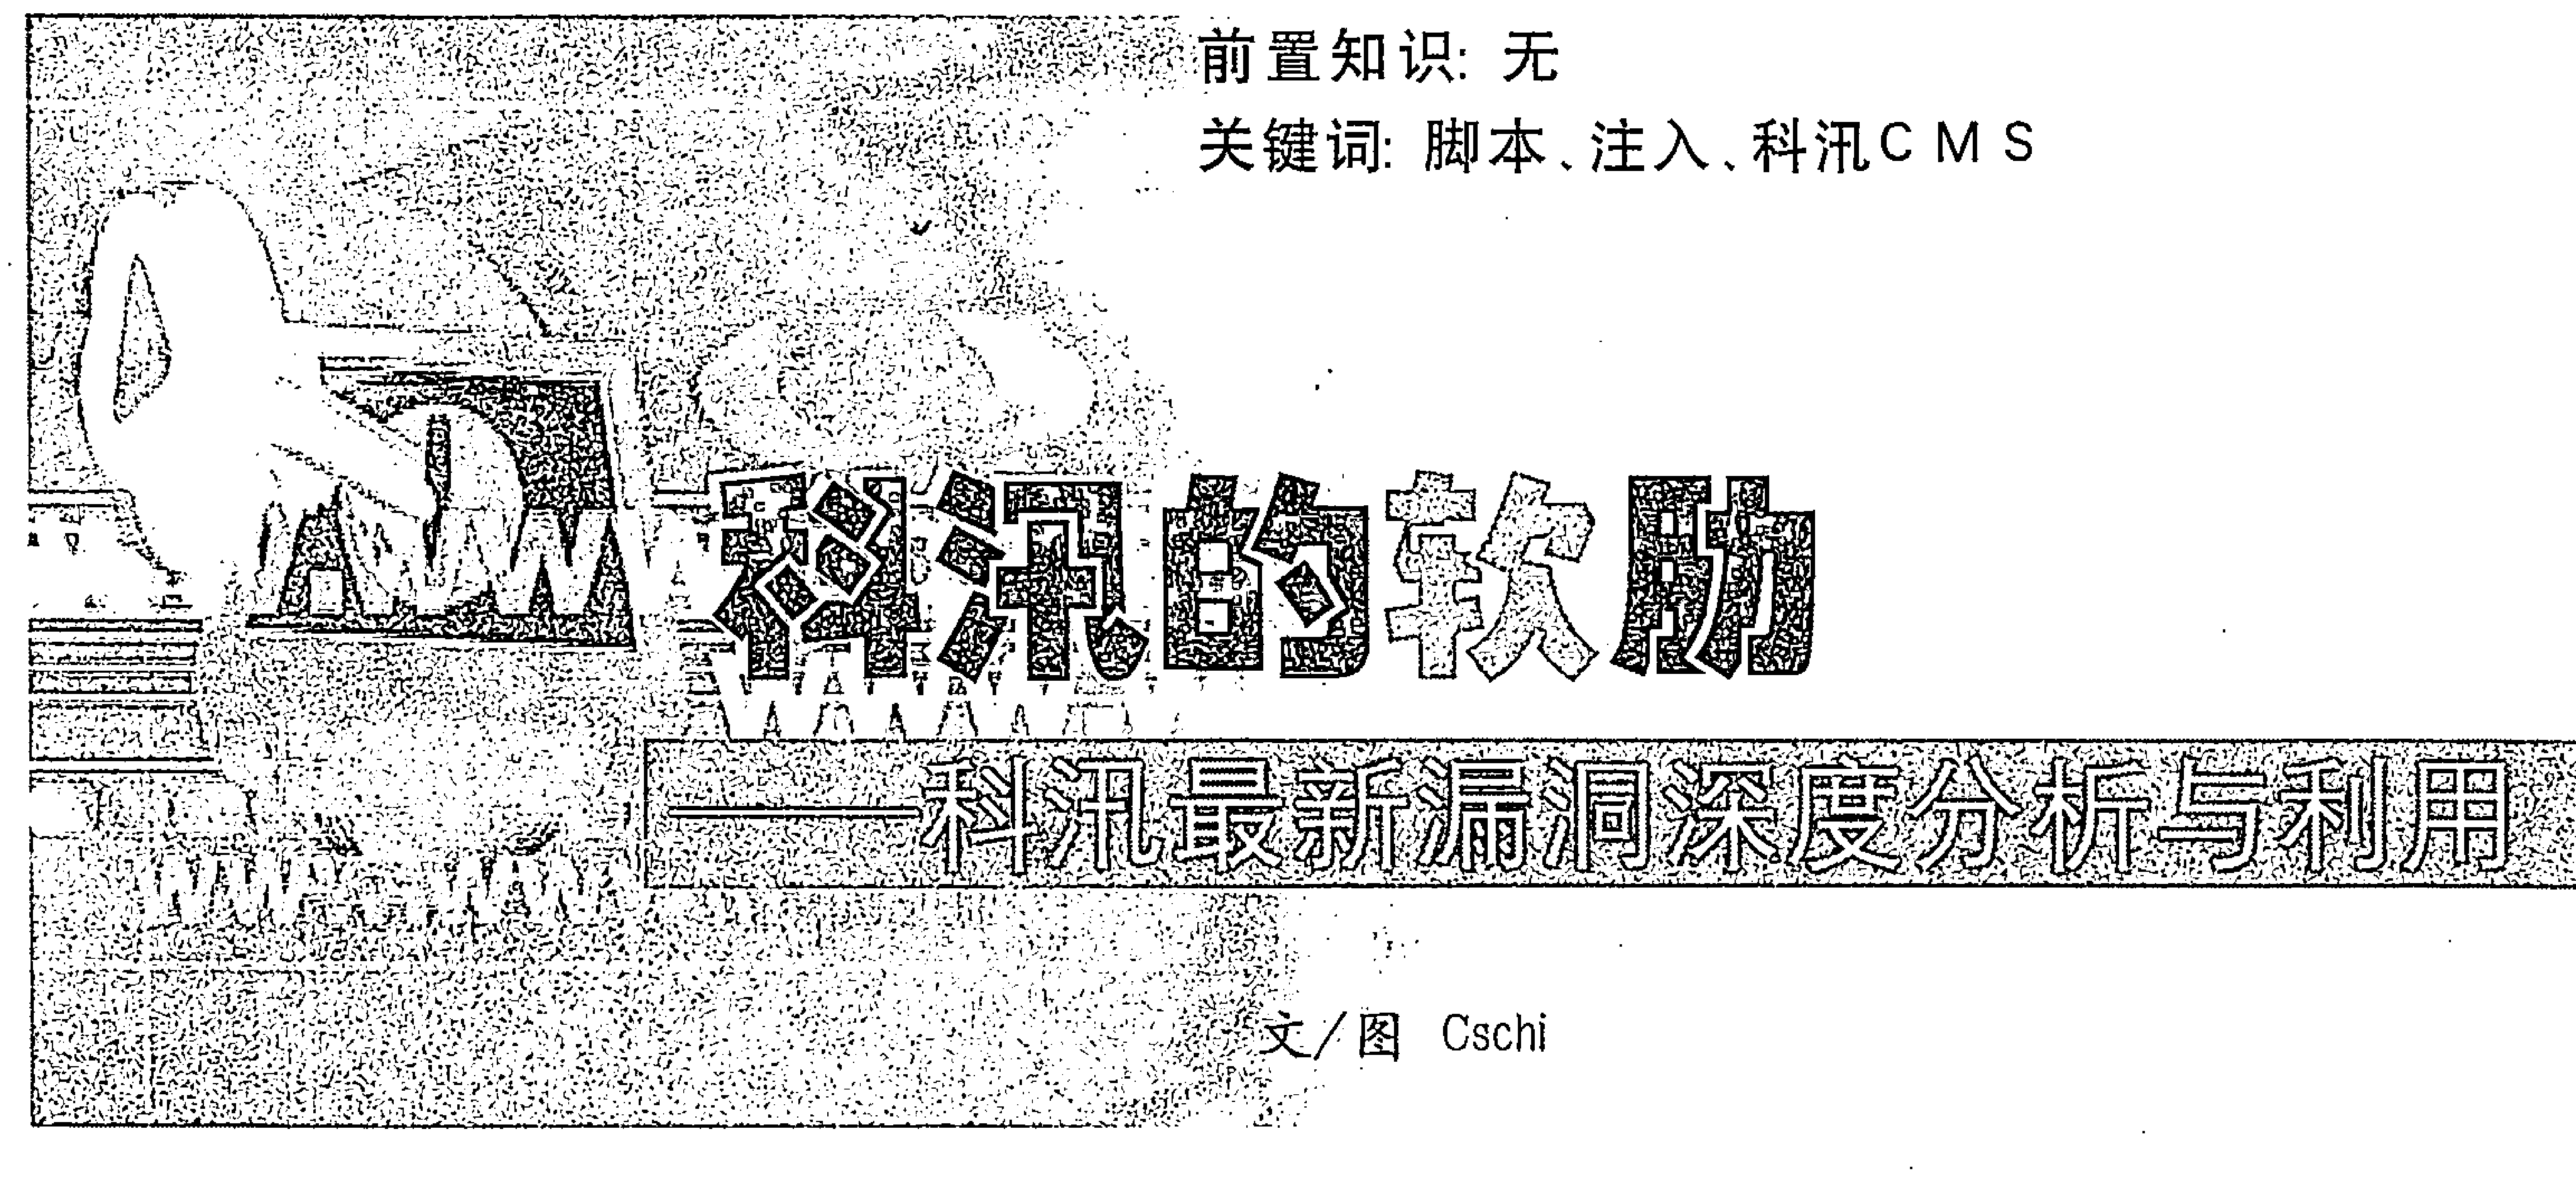 前置知识: 无
关键词: 脚本、注入、科汛CMS
科汛的软肋
——科汛最新漏洞深度分析与利用
文/图 Cschi